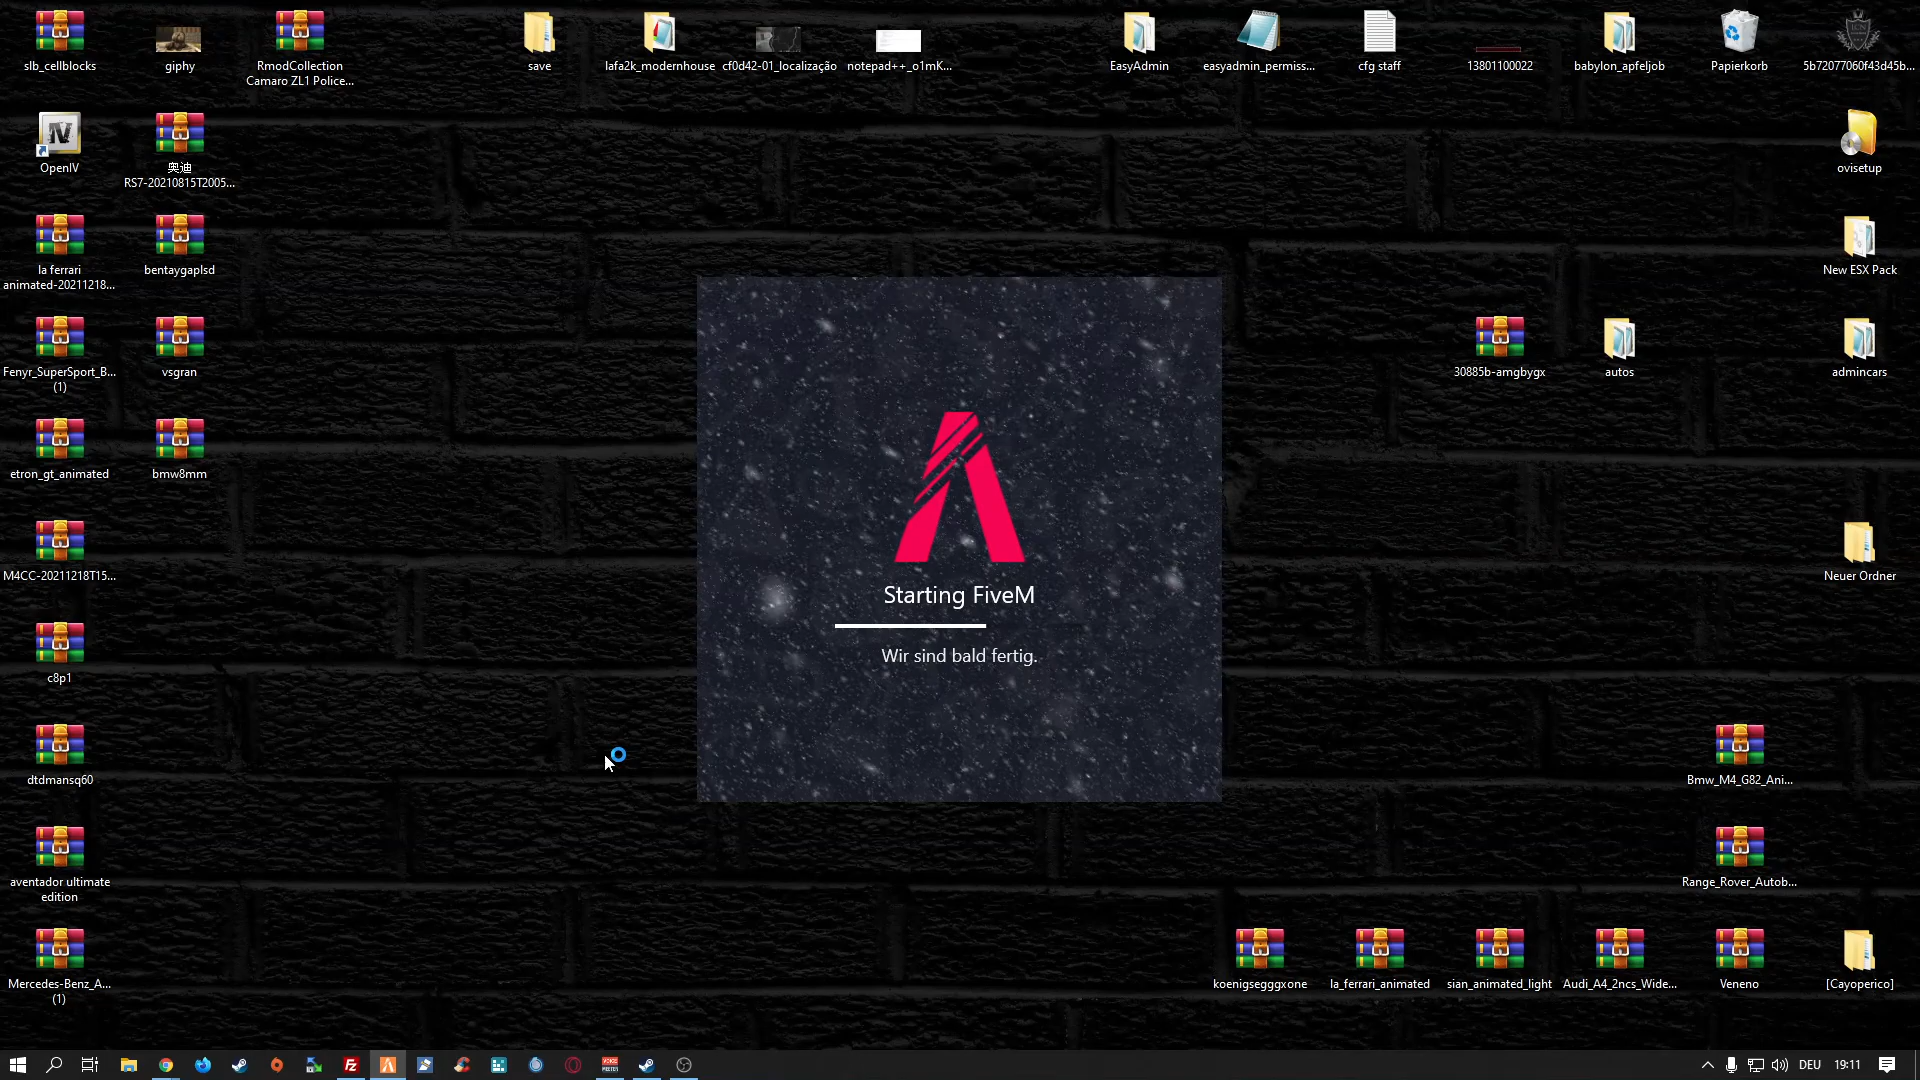 slb_cellblocks
giphy
RmodCollection
Camaro ZL1 Police...
save
lafa2k_modernhouse
cf0d42-01_localização
notepad++_o1mK...
EasyAdmin
easyadmin_permiss...
cfg staff
13801100022
babylon_apfeljob
Papierkorb
5b72077060f43d45b...
OpenIV
奥迪
RS7-20210815T2005...
ovisetup
la ferrari
animated-20211218...
bentaygaplsd
New ESX Pack
Fenyr_SuperSport_B...
(1)
vsgran
30885b-amgbygx
autos
admincars
etron_gt_animated
bmw8mm
M4CC-20211218T15...
Neuer Ordner
Starting FiveM
Wir sind bald fertig.
c8p1
dtdmansq60
Bmw_M4_G82_Ani...
aventador ultimate
edition
Range_Rover_Autob...
Mercedes-Benz_A...
(1)
koenigsegggxone
la_ferrari_animated
sian_animated_light
Audi_A4_2ncs_Wide...
Veneno
[Cayoperico]
DEU
19:11